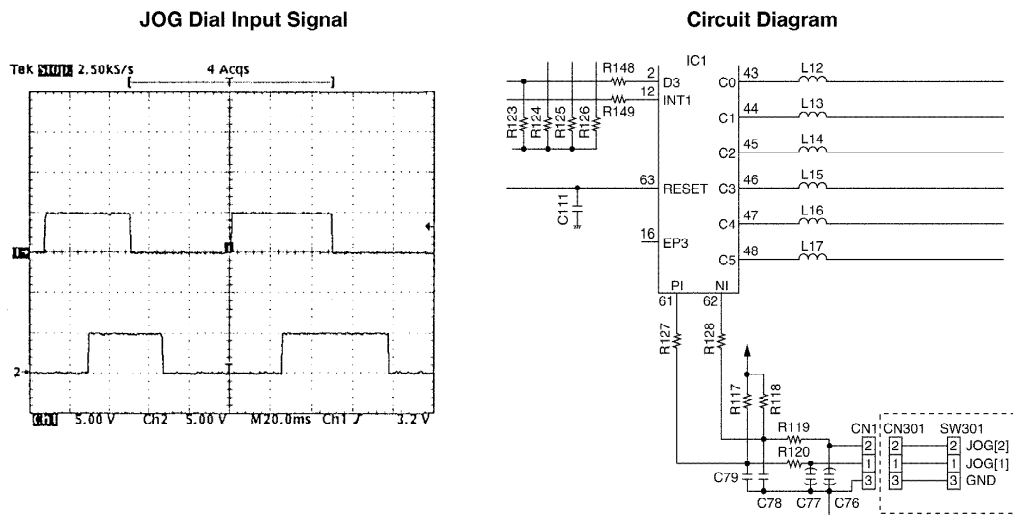 JOG Dial Input Signal
Circuit Diagram
Tek 2.50kS/s 4 Acqs
2
5.00 V Ch2 5.00 V M20.0ms Ch1 3.2 V
IC1
R148
2
D3
12
INT1
R149
R123
R124
R125
R126
63
RESET
C111
16
EP3
C0
43
L12
C1
44
L13
C2
45
L14
C3
46
L15
C4
47
L16
C5
48
L17
PI
NI
61
62
R127
R128
R117
R118
R119
R120
C79
C78
C77
C76
CN1
CN301
SW301
2
2
2
JOG[2]
1
1
1
JOG[1]
3
3
3
GND